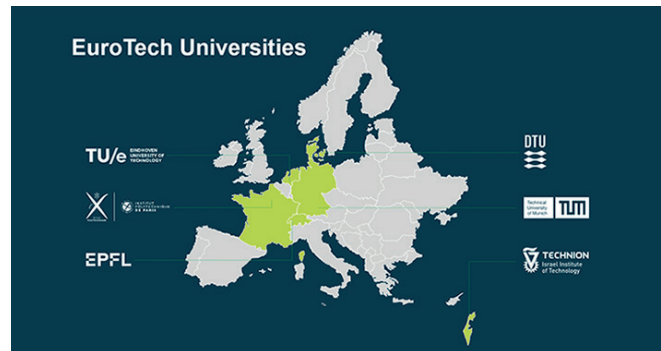 EuroTech Universities
TU/e
EINDHOVEN
UNIVERSITY OF
TECHNOLOGY
INSTITUT
POLYTECHNIQUE
DE PARIS
EPFL
DTU
Technical
University
of Munich
TUM
TECHNION
Israel Institute
of Technology